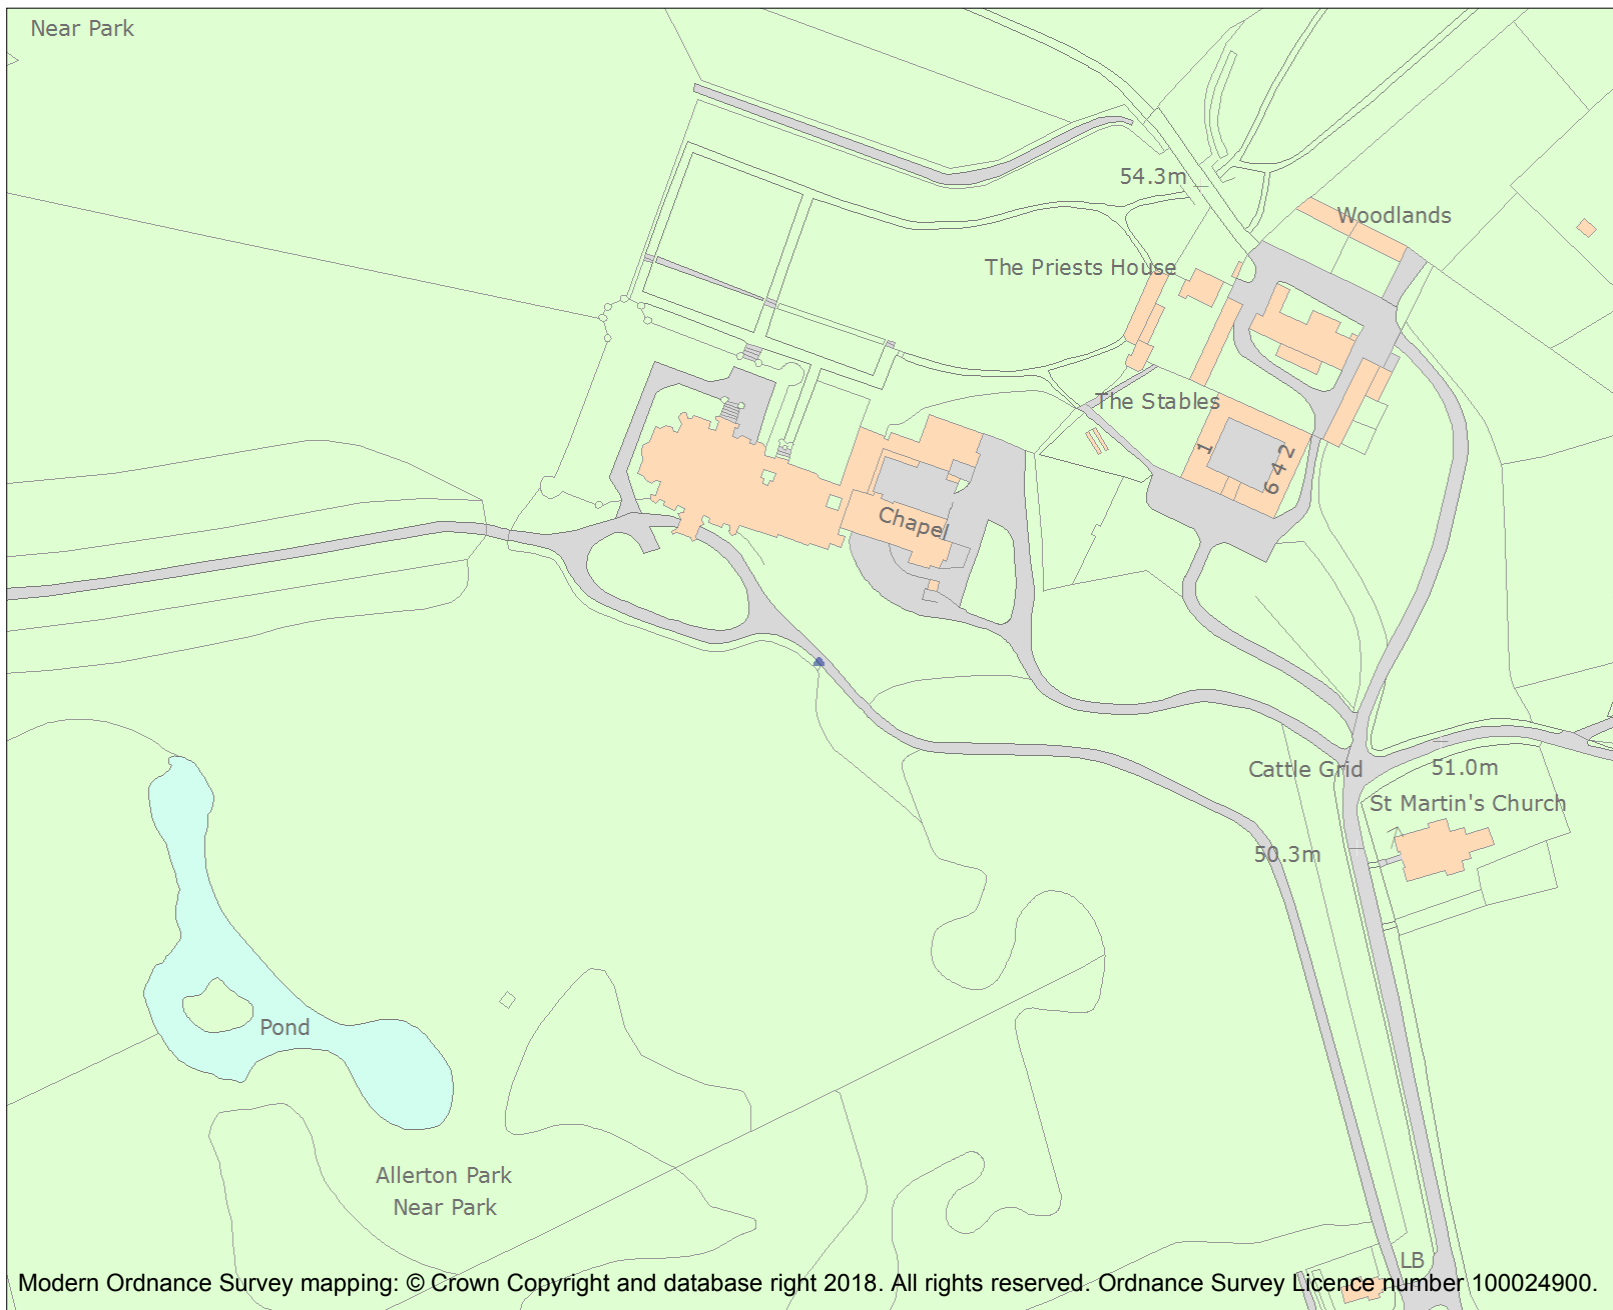 Near Park
54.3m
Woodlands
The Priests House
The Stables
1
6 4 2
Chapel
Cattle Grid
51.0m
St Martin's Church
50.3m
Pond
Allerton Park
Near Park
LB
Modern Ordnance Survey mapping: © Crown Copyright and database right 2018. All rights reserved. Ordnance Survey Licence number 100024900.